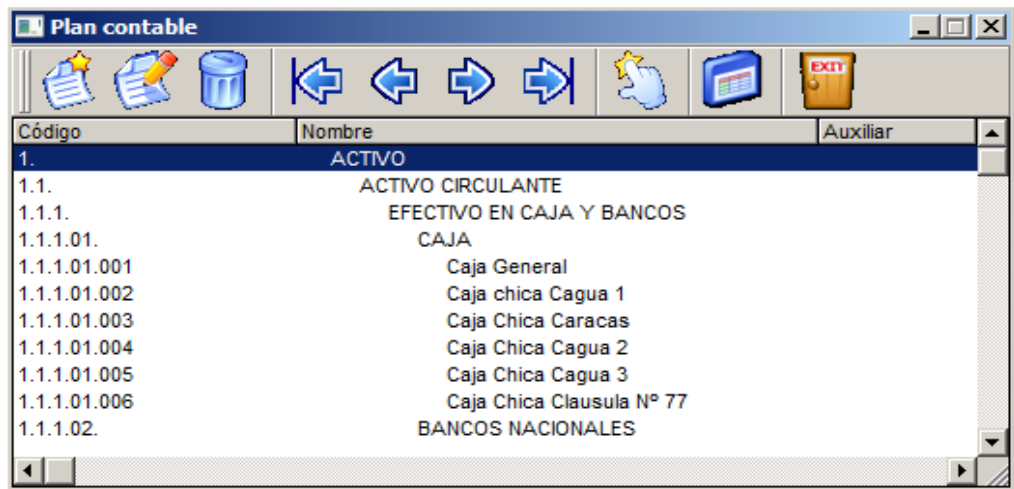 Plan contable
EXIT
Código Nombre Auxiliar
1. ACTIVO
1.1. ACTIVO CIRCULANTE
1.1.1. EFECTIVO EN CAJA Y BANCOS
1.1.1.01. CAJA
1.1.1.01.001 Caja General
1.1.1.01.002 Caja chica Cagua 1
1.1.1.01.003 Caja Chica Caracas
1.1.1.01.004 Caja Chica Cagua 2
1.1.1.01.005 Caja Chica Cagua 3
1.1.1.01.006 Caja Chica Clausula Nº 77
1.1.1.02. BANCOS NACIONALES